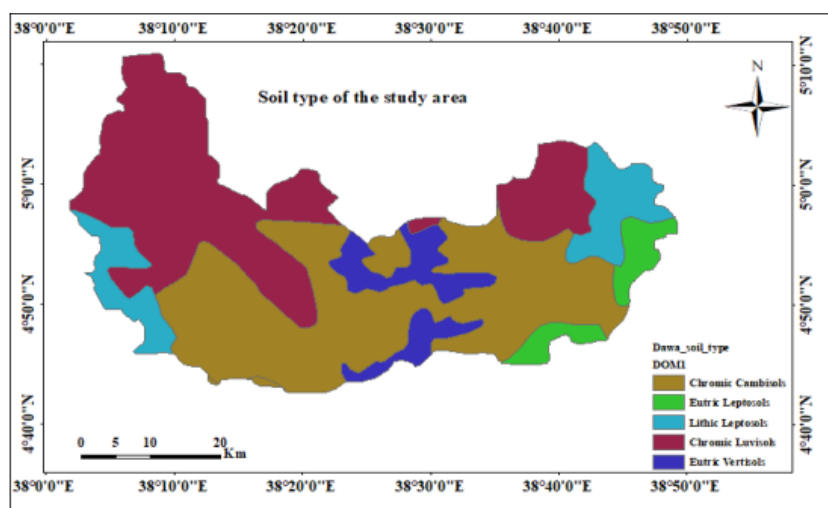 38°0'0"E 38°10'0"E 38°20'0"E 38°30'0"E 38°40'0"E 38°50'0"E
5°10'0"N 5°10'0"N
N
Soil type of the study area
5°0'0"N 5°0'0"N
4°50'0"N 4°50'0"N
Dawa_soil_type
DOM1
Chromic Cambisols
Eutric Leptosols
Lithic Leptosols
Chromic Luvisols
Eutric Vertisols
4°40'0"N 4°40'0"N
0 5 10 20
Km
38°0'0"E 38°10'0"E 38°20'0"E 38°30'0"E 38°40'0"E 38°50'0"E